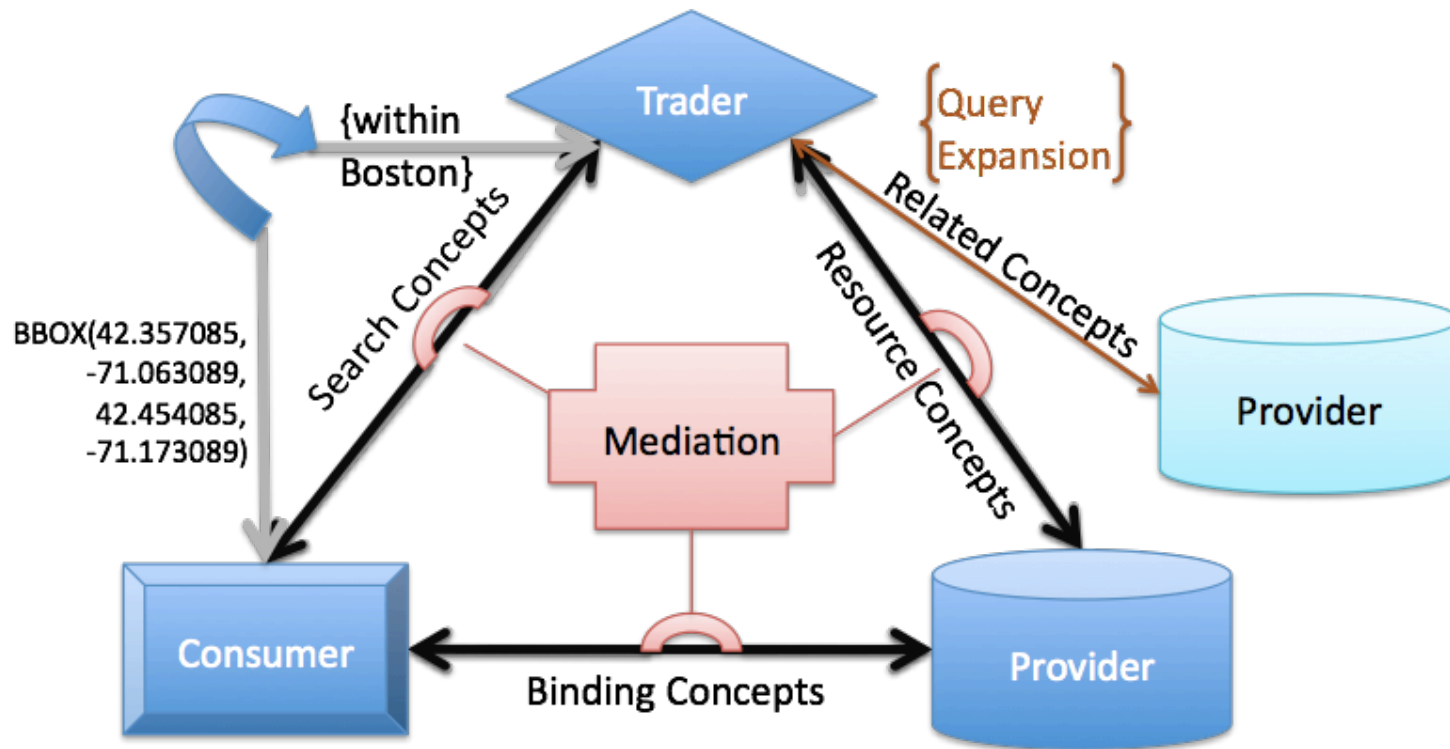 Trader
{within
Boston}
{Query
Expansion}
Related Concepts
Search Concepts
Resource Concepts
BBOX(42.357085,
-71.063089,
42.454085,
-71.173089)
Mediation
Provider
Consumer
Provider
Binding Concepts